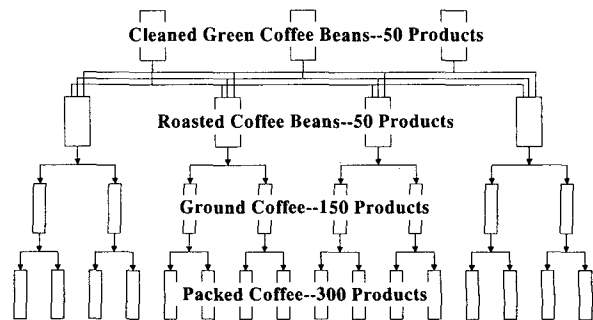 Cleaned Green Coffee Beans--50 Products
Roasted Coffee Beans--50 Products
Ground Coffee--150 Products
Packed Coffee--300 Products